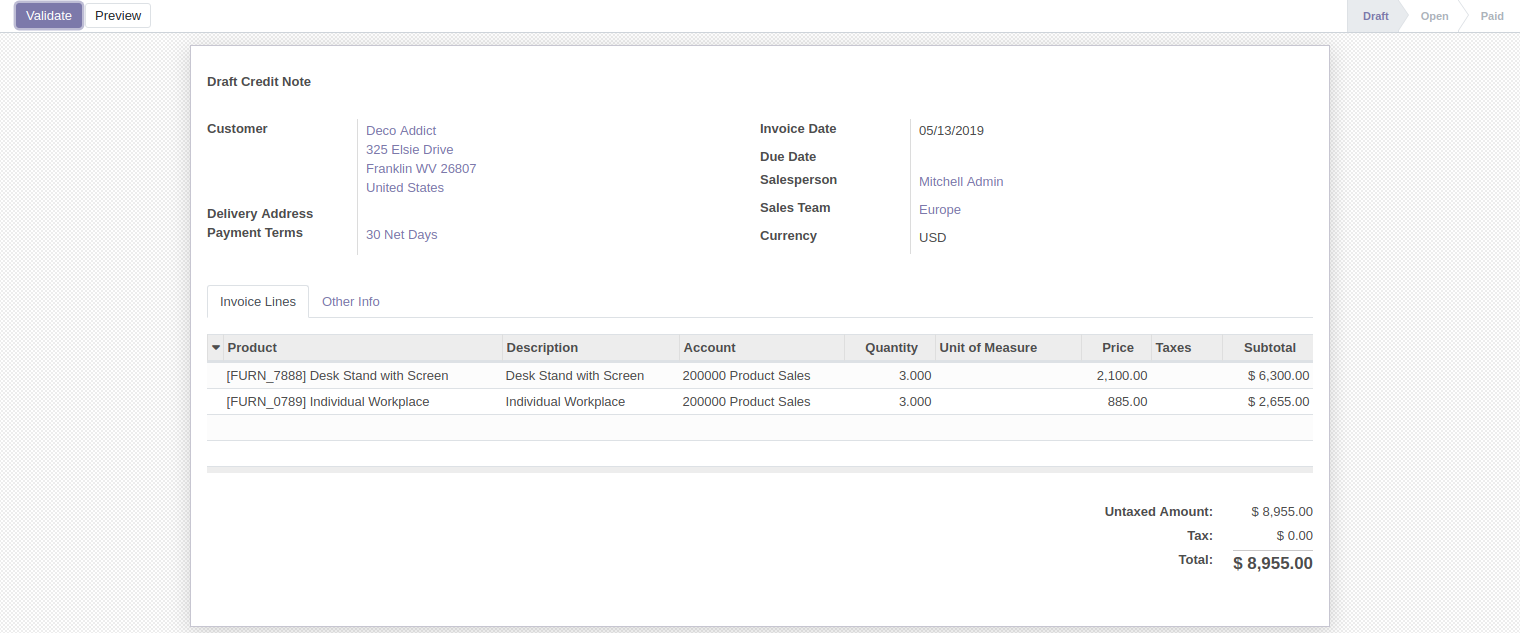 Validate Preview Draft Open Paid
Draft Credit Note
Customer Deco Addict
325 Elsie Drive
Franklin WV 26807
United States
Delivery Address
Payment Terms 30 Net Days
Invoice Date 05/13/2019
Due Date
Salesperson Mitchell Admin
Sales Team Europe
Currency USD
Invoice Lines Other Info
Product Description Account Quantity Unit of Measure Price Taxes Subtotal
[FURN_7888] Desk Stand with Screen Desk Stand with Screen 200000 Product Sales 3.000 2,100.00 $ 6,300.00
[FURN_0789] Individual Workplace Individual Workplace 200000 Product Sales 3.000 885.00 $ 2,655.00
Untaxed Amount: $ 8,955.00
Tax: $ 0.00
Total: $ 8,955.00